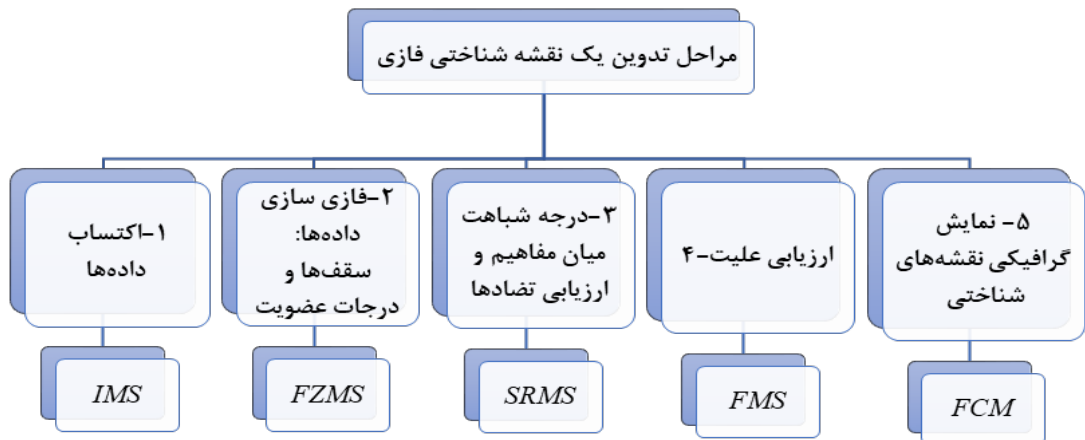 مراحل تدوین یک نقشه شناختی فازی
۱-اکتساب
داده‌ها
۲-فازی سازی
داده‌ها:
سقف‌ها و
درجات عضویت
۳-درجه شباهت
میان مفاهیم و
ارزیابی تضادها
ارزیابی علیت-۴
۵- نمایش
گرافیکی نقشه‌های
شناختی
IMS
FZMS
SRMS
FMS
FCM